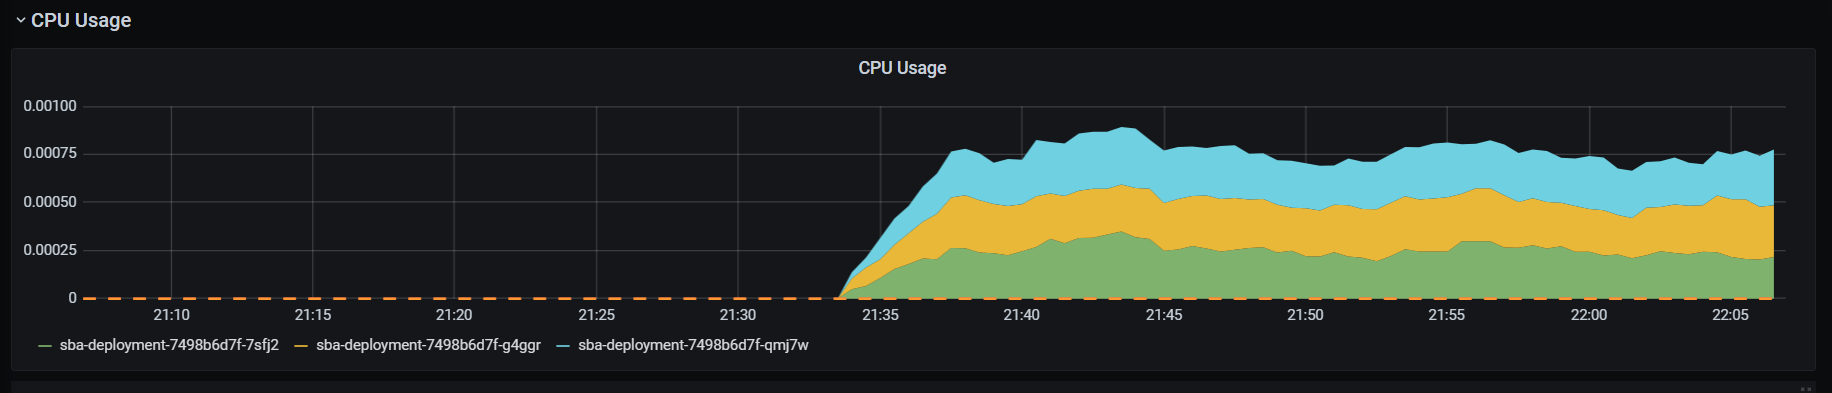 CPU Usage
CPU Usage
0.00100
0.00075
0.00050
0.00025
0
21:10 21:15 21:20 21:25 21:30 21:35 21:40 21:45 21:50 21:55 22:00 22:05
sba-deployment-7498b6d7f-7sfj2 sba-deployment-7498b6d7f-g4ggr sba-deployment-7498b6d7f-qmj7w